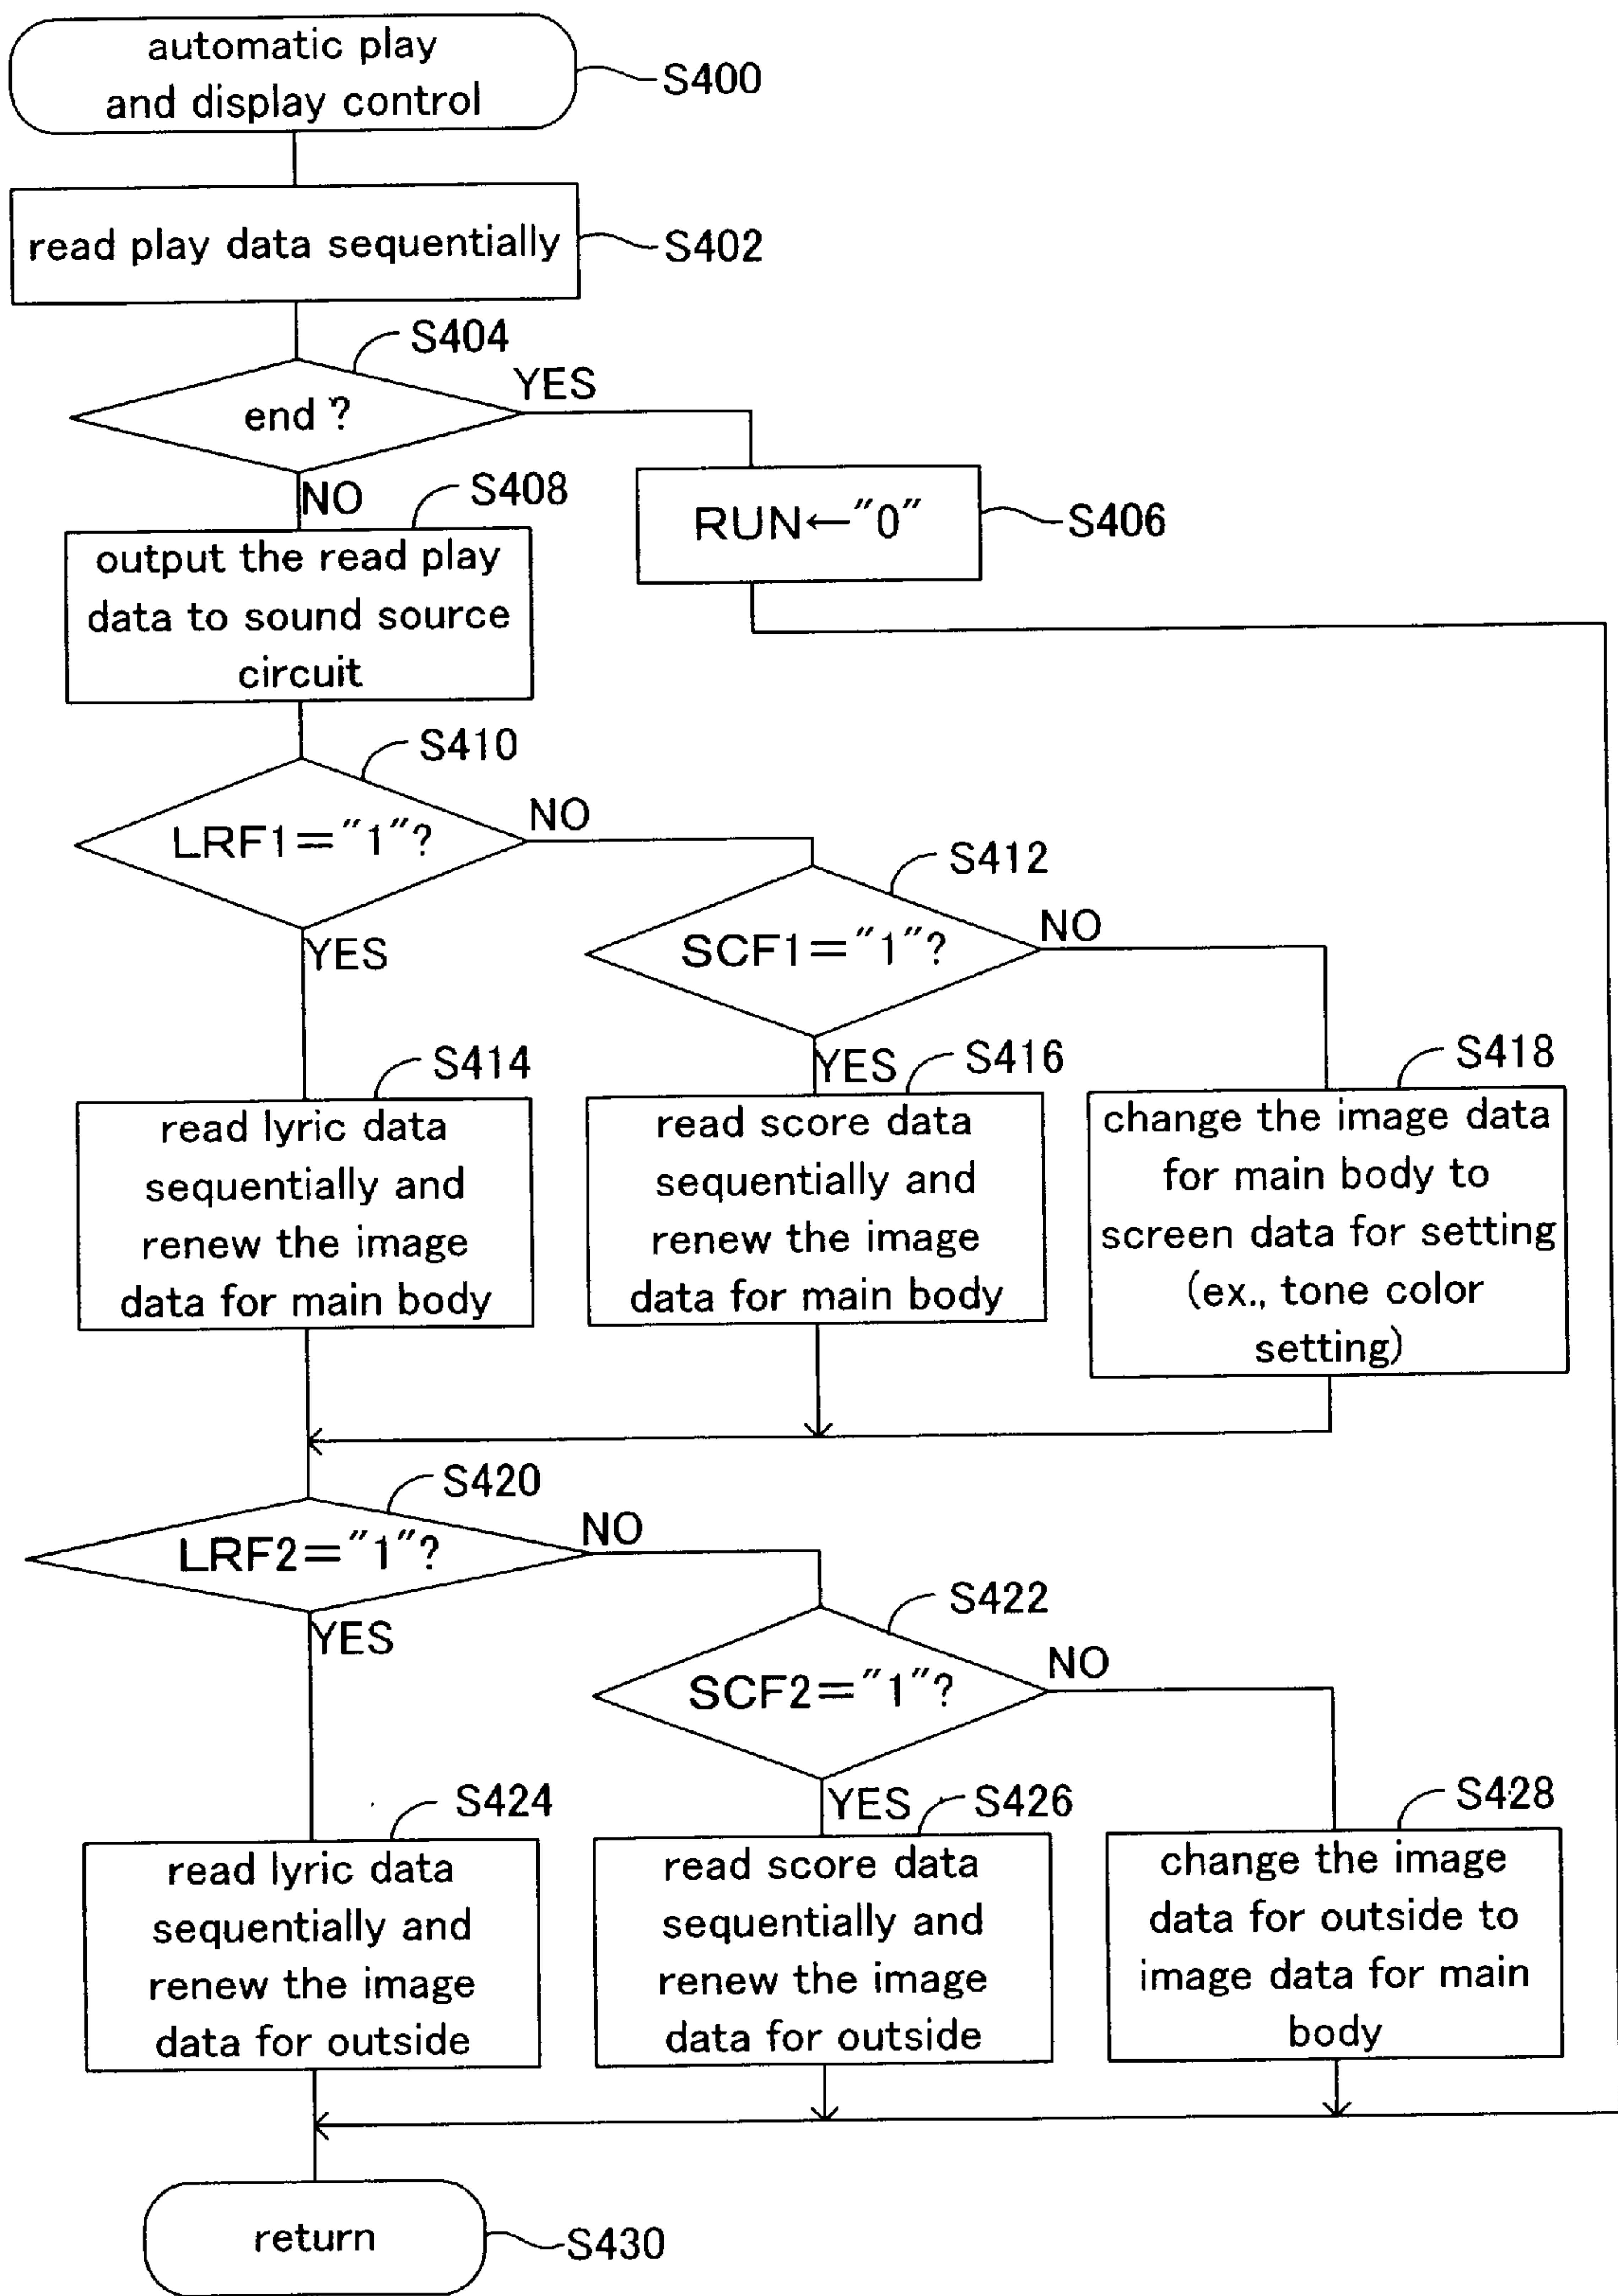 automatic play
and display control
S400
read play data sequentially
S402
S404
end ?
YES
NO
S408
RUN←"0"
S406
output the read play
data to sound source
circuit
S410
LRF1="1"?
NO
S412
SCF1="1"?
NO
YES
S414
YES
S416
S418
read lyric data
sequentially and
renew the image
data for main body
read score data
sequentially and
renew the image
data for main body
change the image data
for main body to
screen data for setting
(ex., tone color
setting)
S420
LRF2="1"?
NO
S422
YES
SCF2="1"?
NO
S424
YES
S426
S428
read lyric data
sequentially and
renew the image
data for outside
read score data
sequentially and
renew the image
data for outside
change the image
data for outside to
image data for main
body
return
S430